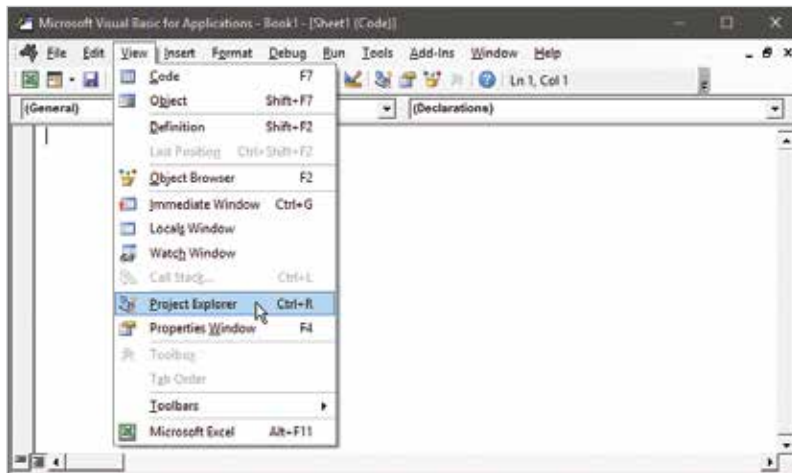 Microsoft Visual Basic for Applications - Book1 - [Sheet1 (Code)]
File Edit View Insert Format Debug Run Tools Add-Ins Window Help
Ln 1, Col 1
(General) (Declarations)
Code F7
Object Shift+F7
Definition Shift+F2
Last Position Ctrl+Shift+F2
Object Browser F2
Immediate Window Ctrl+G
Locals Window
Watch Window
Call Stack... Ctrl+L
Project Explorer Ctrl+R
Properties Window F4
Toolbox
Tab Order
Toolbars
Microsoft Excel Alt+F11